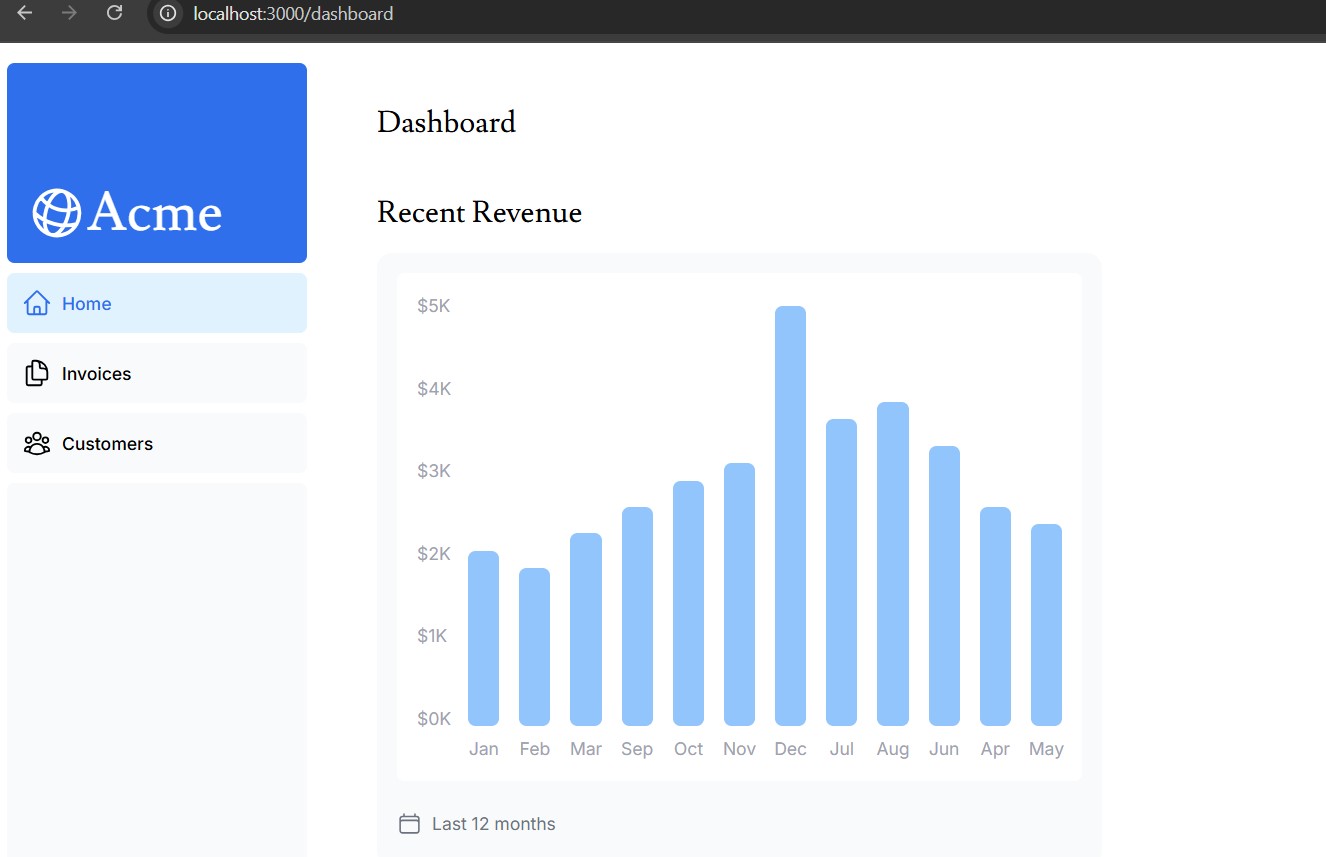 localhost:3000/dashboard
Acme
Home
Invoices
Customers
Dashboard
Recent Revenue
$5K
$4K
$3K
$2K
$1K
$0K
Jan Feb Mar Sep Oct Nov Dec Jul Aug Jun Apr May
Last 12 months